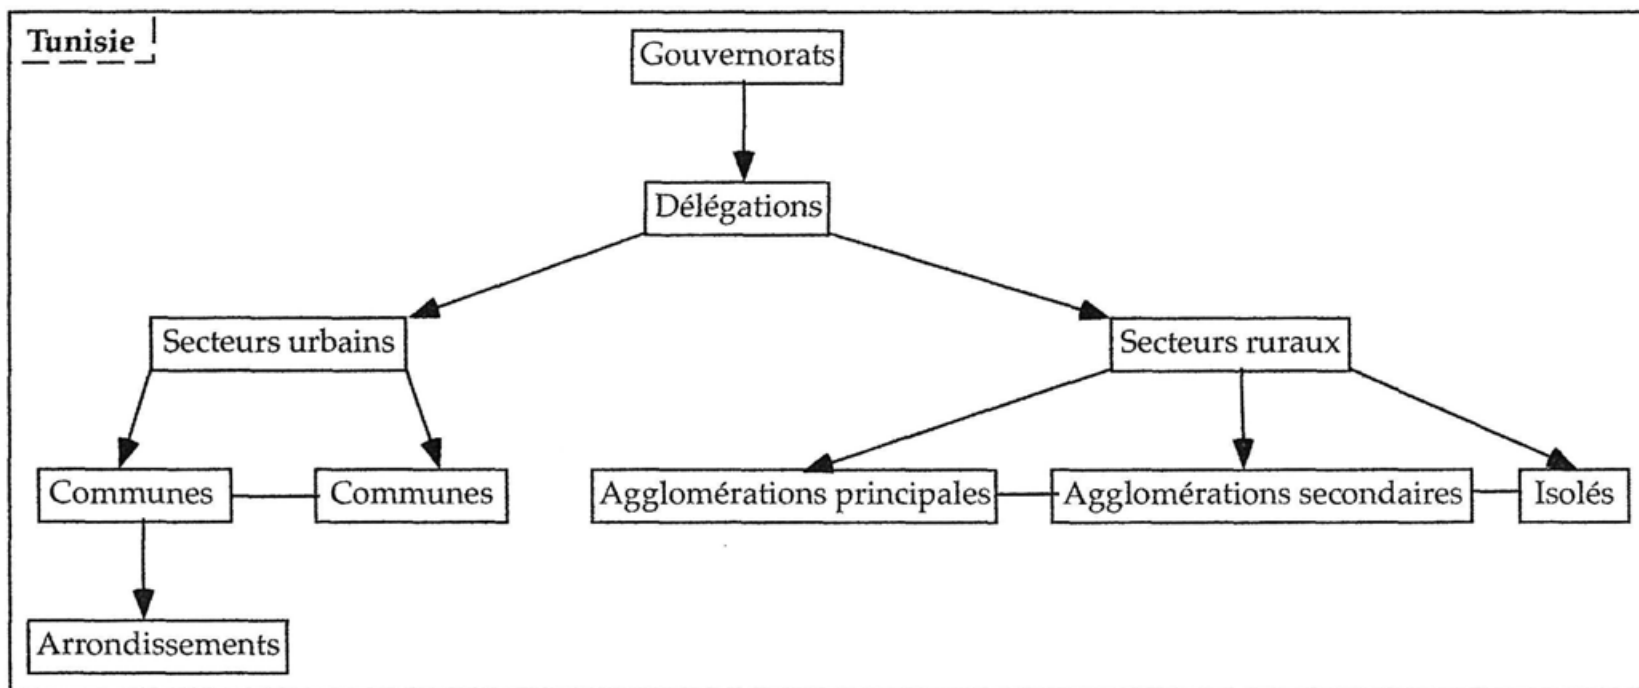 Tunisie
Gouvernorats
Délégations
Secteurs urbains
Secteurs ruraux
Communes
Communes
Agglomérations principales
Agglomérations secondaires
Isolés
Arrondissements